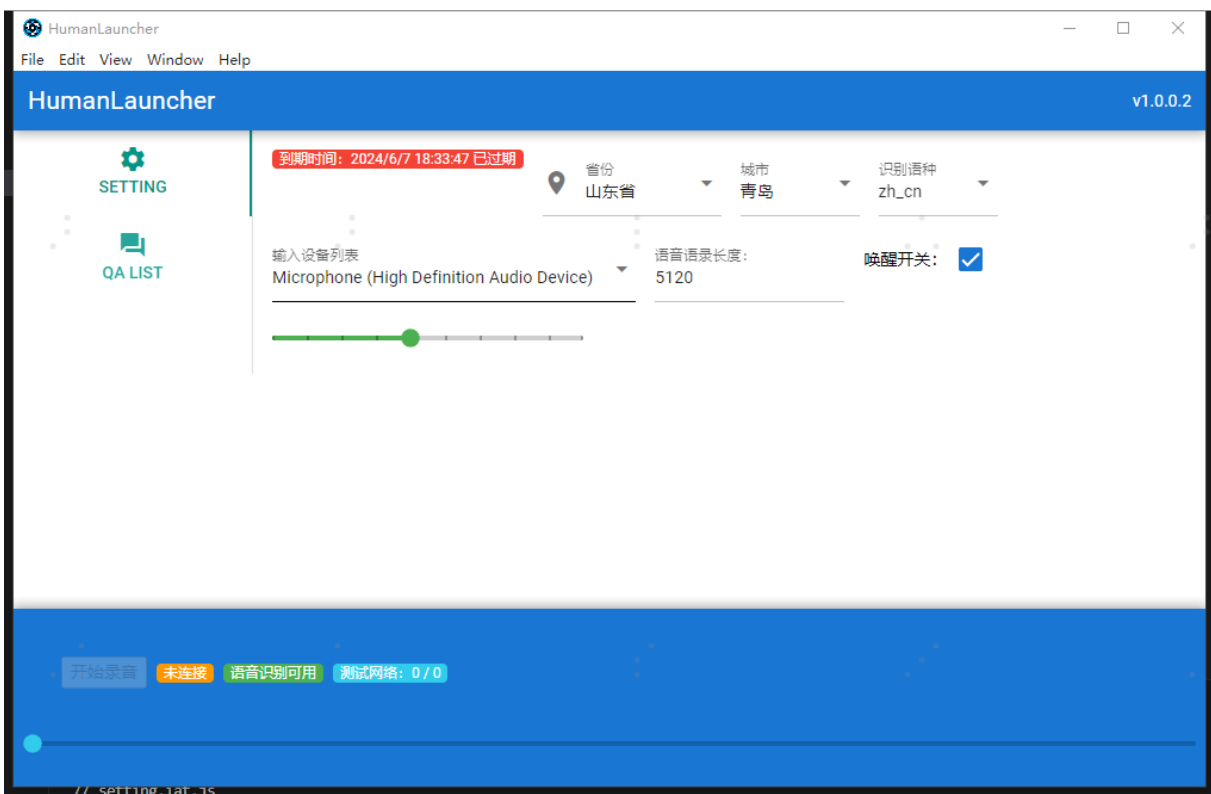 HumanLauncher
File Edit View Window Help
HumanLauncher
v1.0.0.2
SETTING
QA LIST
到期时间：2024/6/7 18:33:47 已过期
省份
山东省
城市
青岛
识别语种
zh_cn
输入设备列表
Microphone (High Definition Audio Device)
语音语录长度：
5120
唤醒开关：
开始录音 未连接 语音识别可用 测试网络：0 / 0
// setting.iat.js